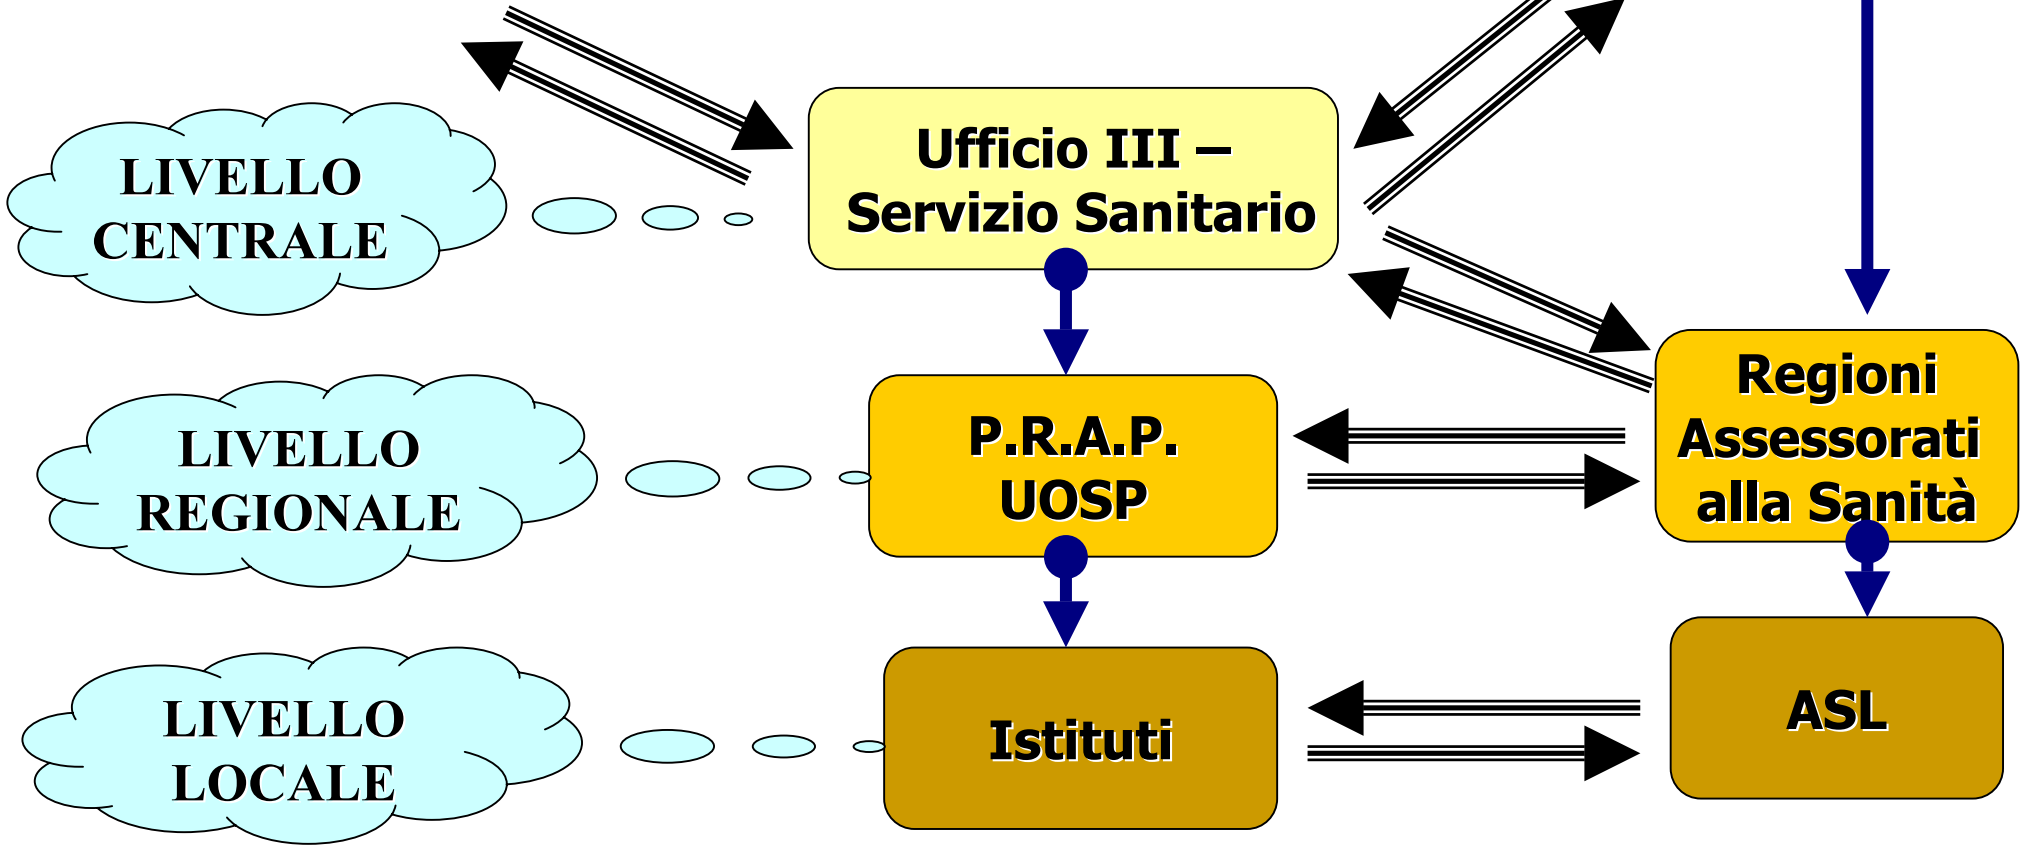 LIVELLO
CENTRALE
Ufficio III –
Servizio Sanitario
LIVELLO
REGIONALE
P.R.A.P.
UOSP
Regioni
Assessorati
alla Sanità
LIVELLO
LOCALE
Istituti
ASL